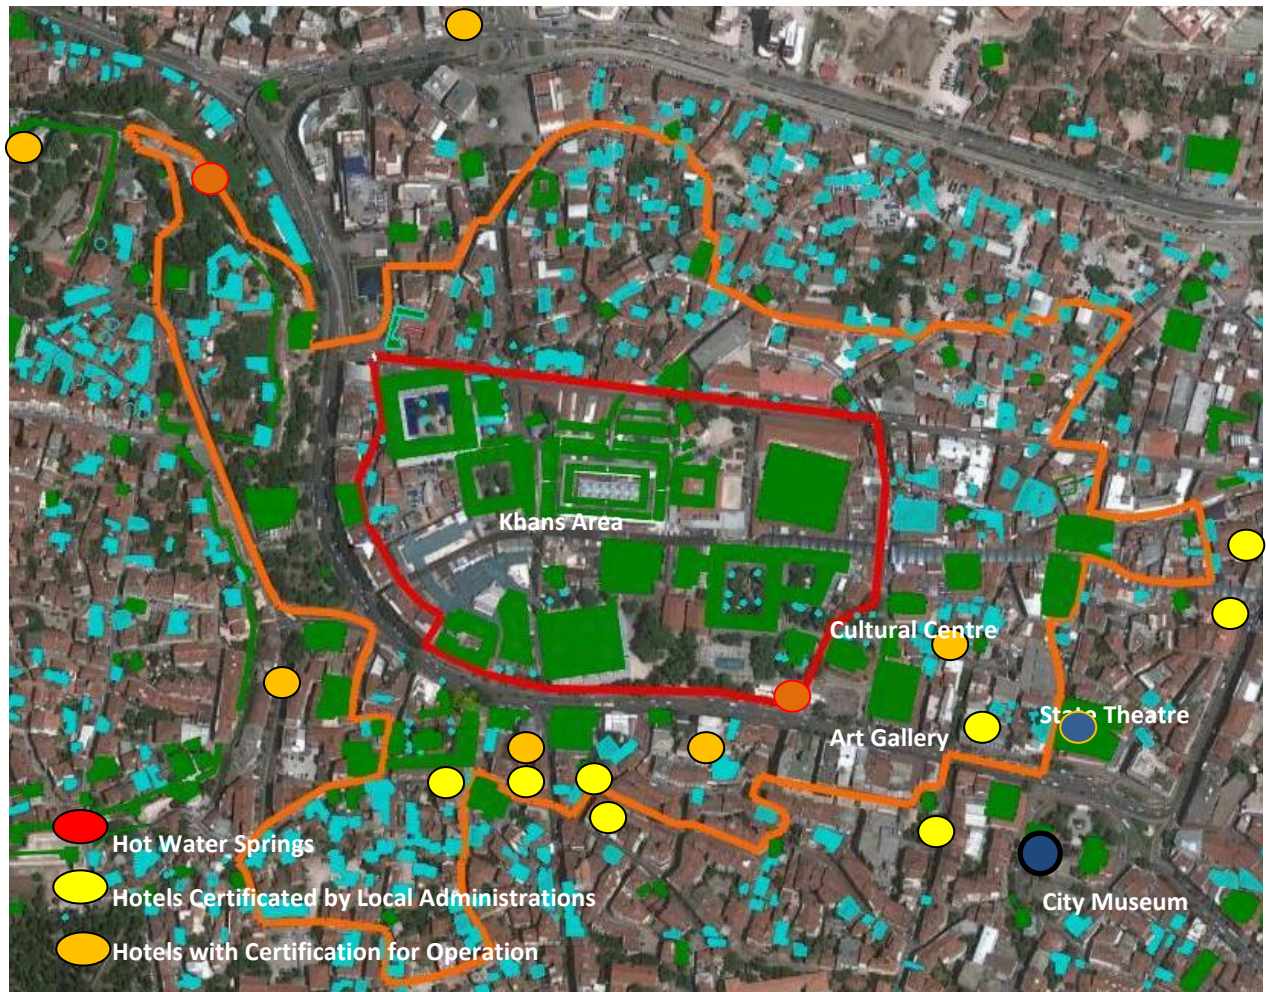 Khans Area
Cultural Centre
State Theatre
Art Gallery
Hot Water Springs
Hotels Certificated by Local Administrations
City Museum
Hotels with Certification for Operation